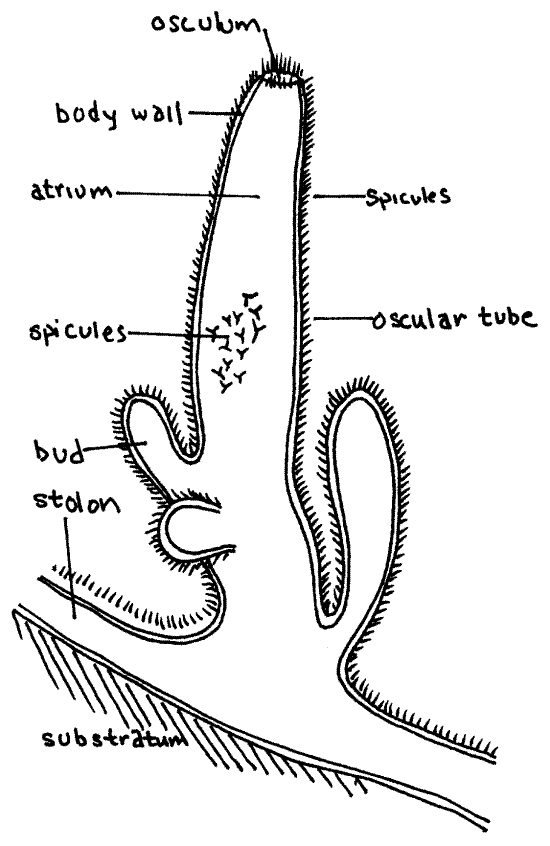 osculum
body wall
atrium
spicules
spicules
oscular tube
bud
stolon
substratum